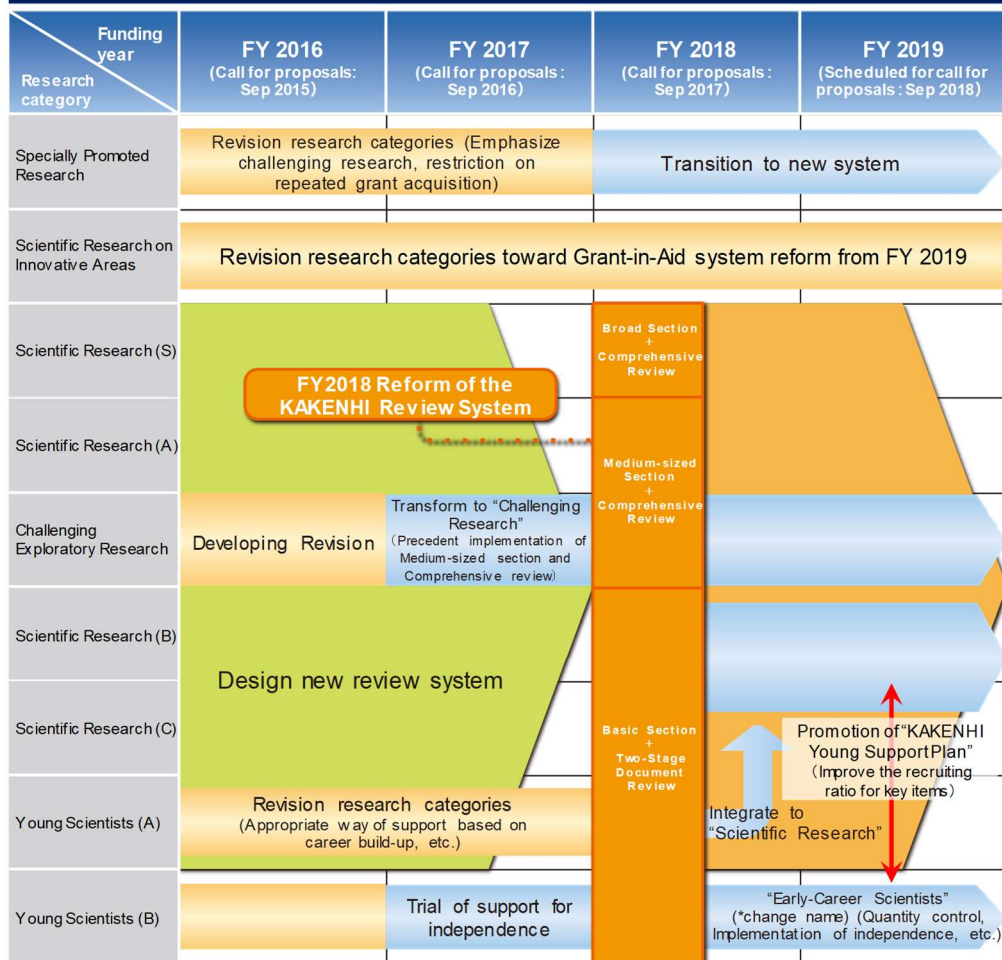 Funding
year
Research
category
FY 2016
(Call for proposals:
Sep 2015)
FY 2017
(Call for proposals :
Sep 2016)
FY 2018
(Call for proposals :
Sep 2017)
FY 2019
(Scheduled for call for
proposals : Sep 2018)
Specially Promoted
Research
Revision research categories (Emphasize
challenging research, restriction on
repeated grant acquisition)
Transition to new system
Scientific Research on
Innovative Areas
Revision research categories toward Grant-in-Aid system reform from FY 2019
Scientific Research (S)
Broad Section
+
Comprehensive
Review
FY2018 Reform of the
KAKENHI Review System
Scientific Research (A)
Medium-sized
Section
+
Comprehensive
Review
Challenging
Exploratory Research
Developing Revision
Transform to “Challenging
Research”
(Precedent implementation of
Medium-sized section and
Comprehensive review)
Scientific Research (B)
Design new review system
Scientific Research (C)
Basic Section
+
Two-Stage
Document
Review
Promotion of “KAKENHI
Young Support Plan”
(Improve the recruiting
ratio for key items)
Young Scientists (A)
Revision research categories
(Appropriate way of support based on
career build-up, etc.)
Integrate to
“Scientific Research”
Young Scientists (B)
Trial of support for
independence
“Early-Career Scientists”
(*change name) (Quantity control,
Implementation of independence, etc.)